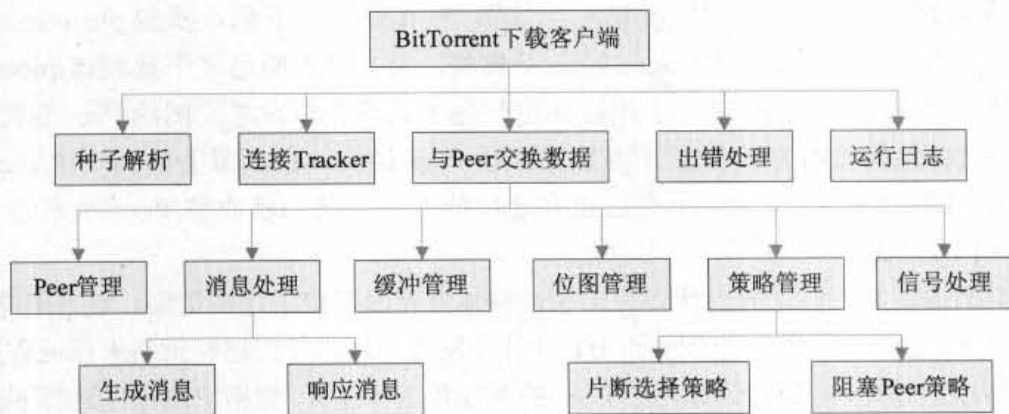 BitTorrent下载客户端
种子解析
连接Tracker
与Peer交换数据
出错处理
运行日志
Peer管理
消息处理
缓冲管理
位图管理
策略管理
信号处理
生成消息
响应消息
片断选择策略
阻塞Peer策略